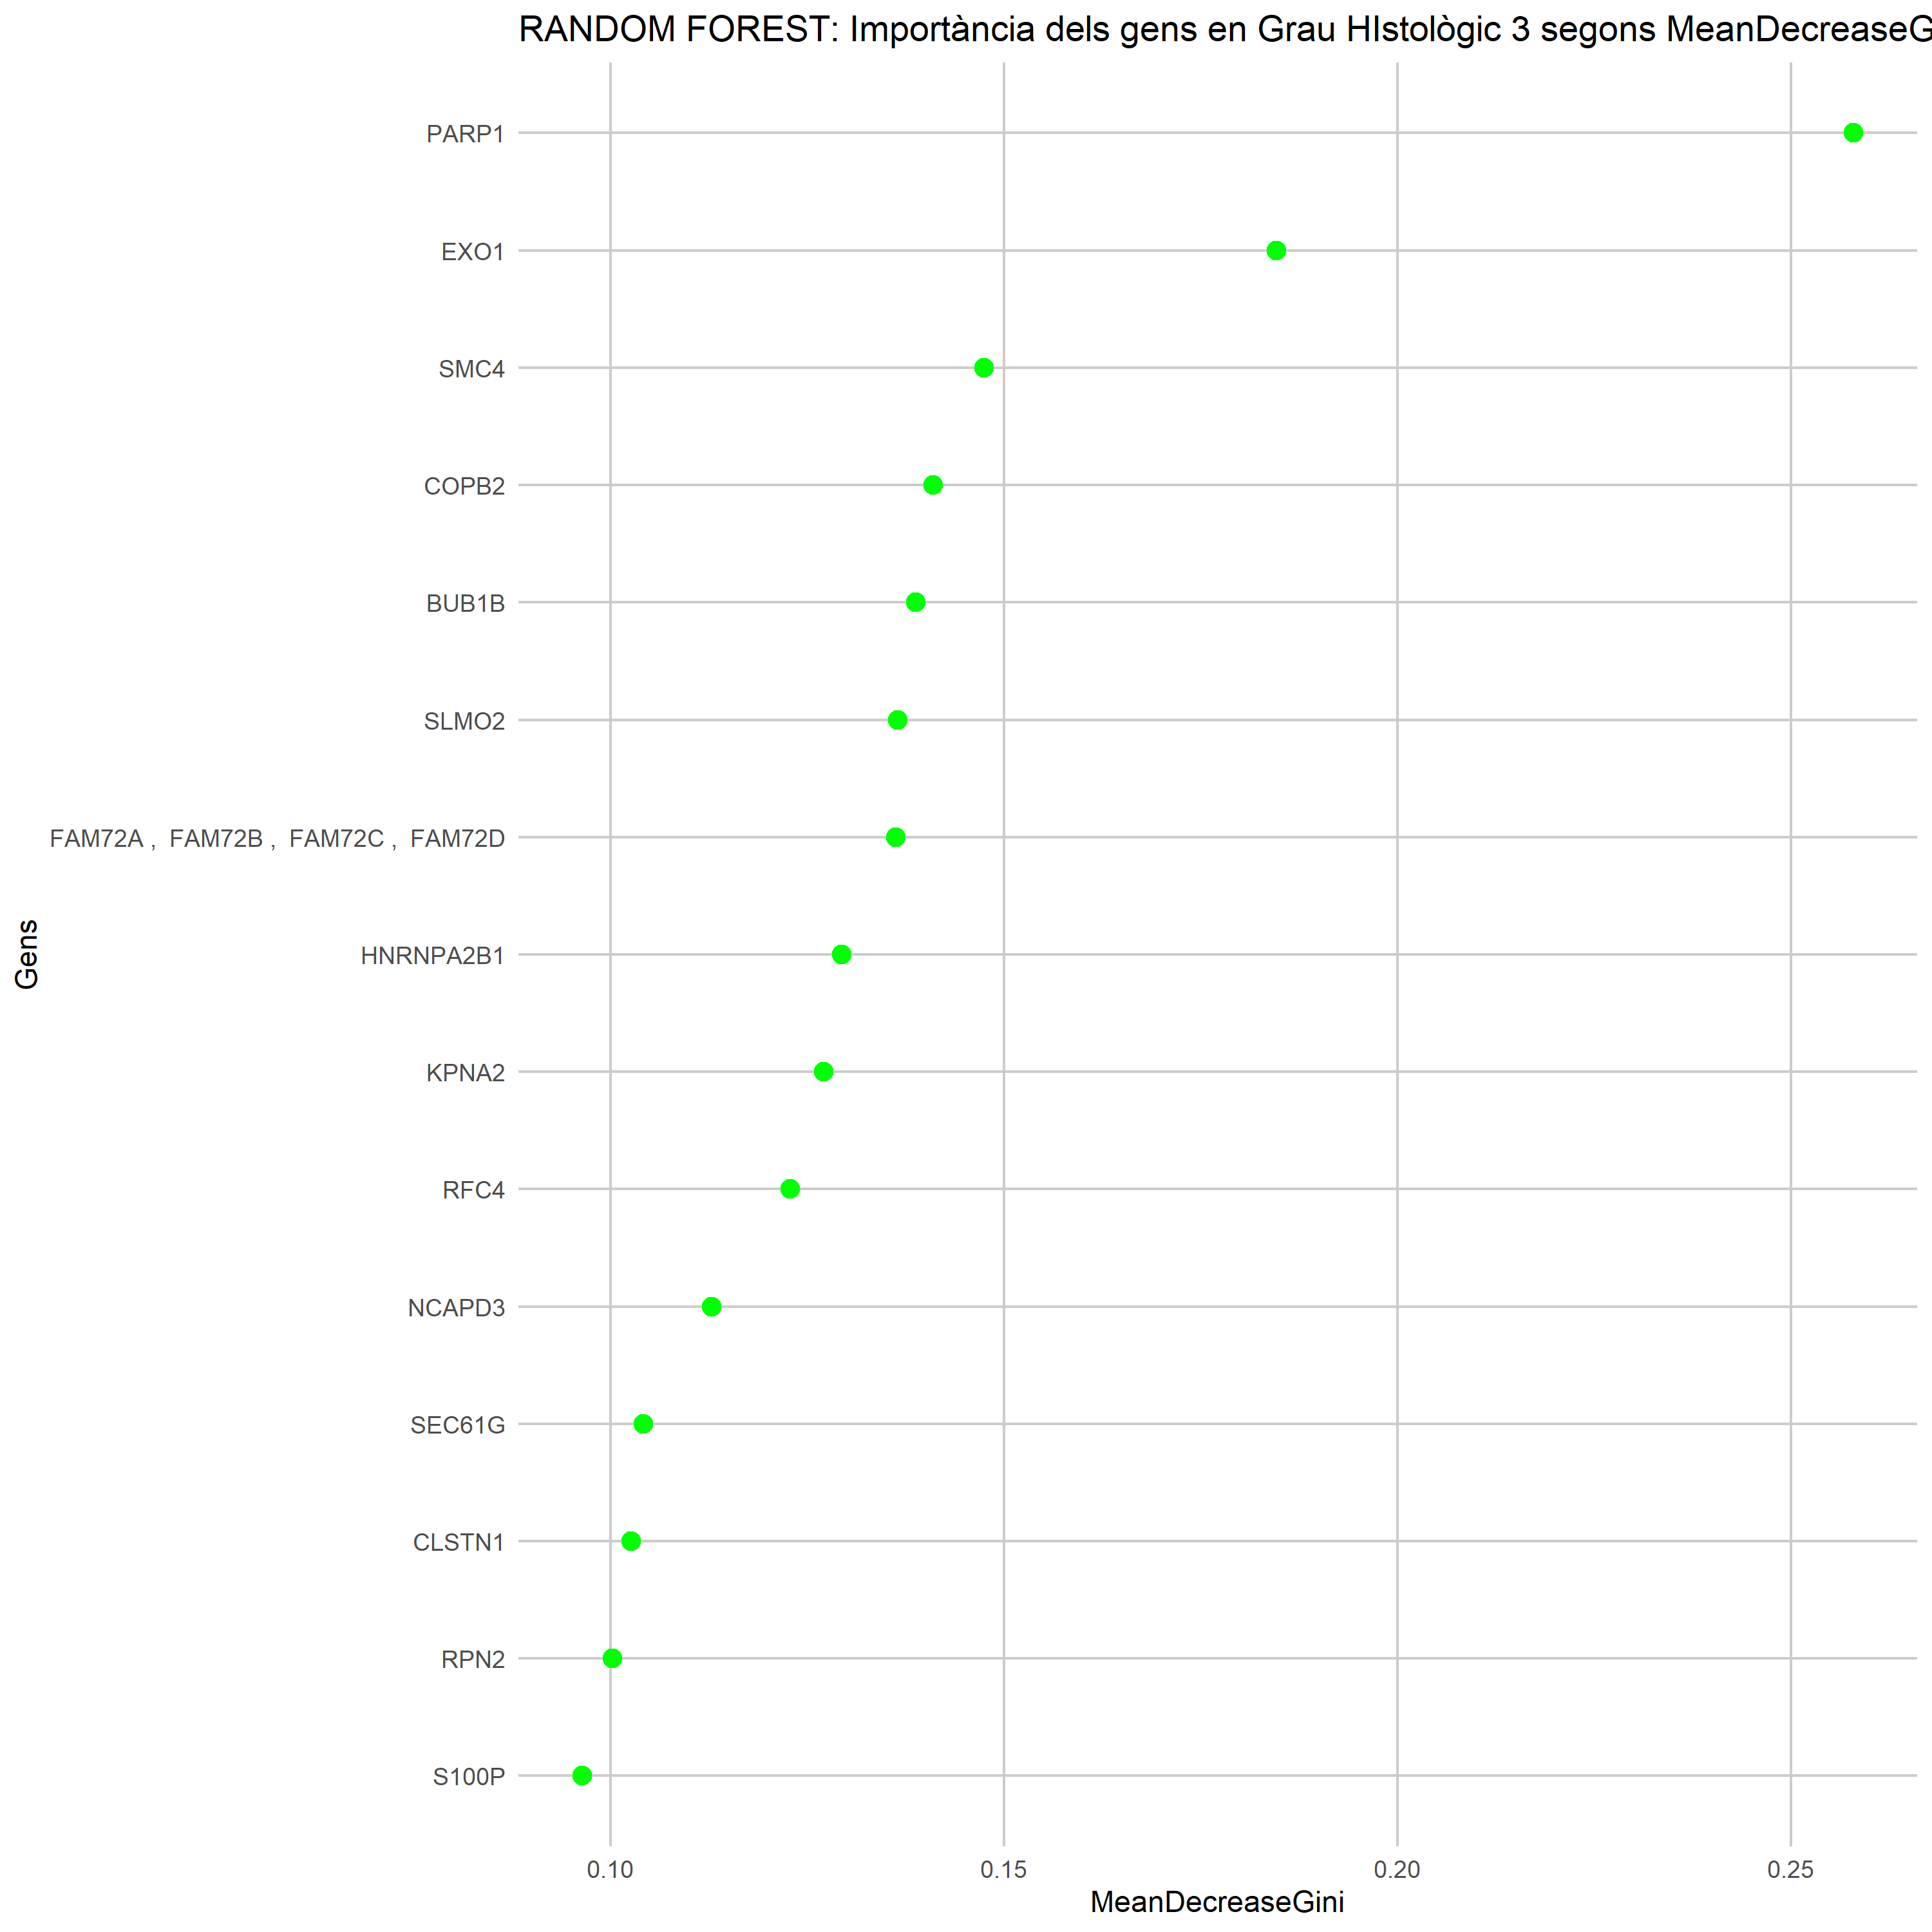 RANDOM FOREST: Importància dels gens en Grau HIstològic 3 segons MeanDecreaseG
PARP1
EXO1
SMC4
COPB2
BUB1B
SLMO2
FAM72A ,  FAM72B ,  FAM72C ,  FAM72D
HNRNPA2B1
KPNA2
RFC4
NCAPD3
SEC61G
CLSTN1
RPN2
S100P
Gens
0.10 0.15 0.20 0.25
MeanDecreaseGini